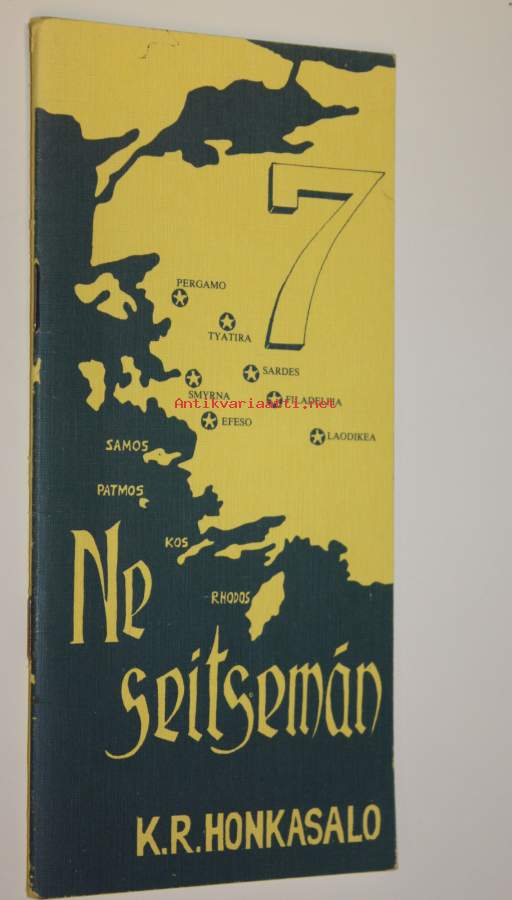 7
PERGAMO
TYATIRA
SARDES
SMYRNA
FILADELFIA
Antikvariaatti.net
EFESO
LAODIKEA
SAMOS
PATMOS
KOS
RHODOS
Ne
seitsemän
K.R.HONKASALO